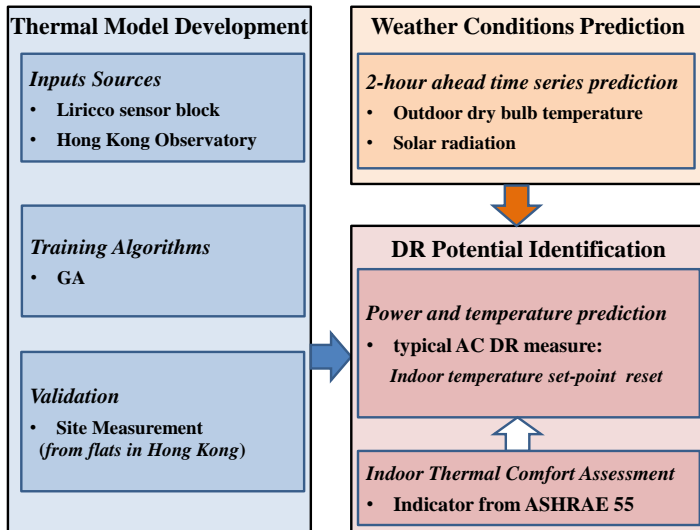 Thermal Model Development
Inputs Sources
• Liricco sensor block
• Hong Kong Observatory
Training Algorithms
• GA
Validation
• Site Measurement
(from flats in Hong Kong)
Weather Conditions Prediction
2-hour ahead time series prediction
• Outdoor dry bulb temperature
• Solar radiation
DR Potential Identification
Power and temperature prediction
• typical AC DR measure:
Indoor temperature set-point reset
Indoor Thermal Comfort Assessment
• Indicator from ASHRAE 55